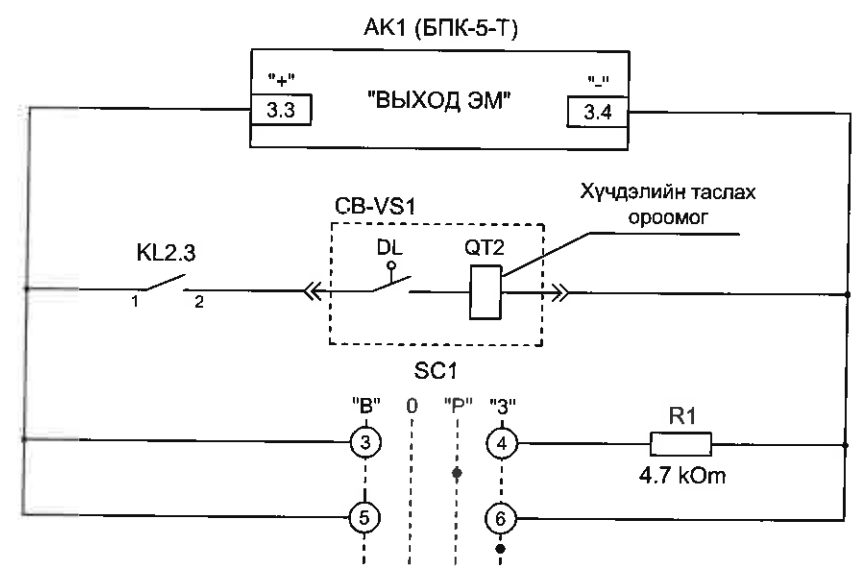 AK1 (БПК-5-Т)
"+" "-"
3.3 "ВЫХОД ЭМ" 3.4
Хүчдэлийн таслах
ороомог
CB-VS1
KL2.3 DL QT2
1 2
SC1
"В" 0 "Р" "З"
3 4 R1
4.7 kOm
5 6